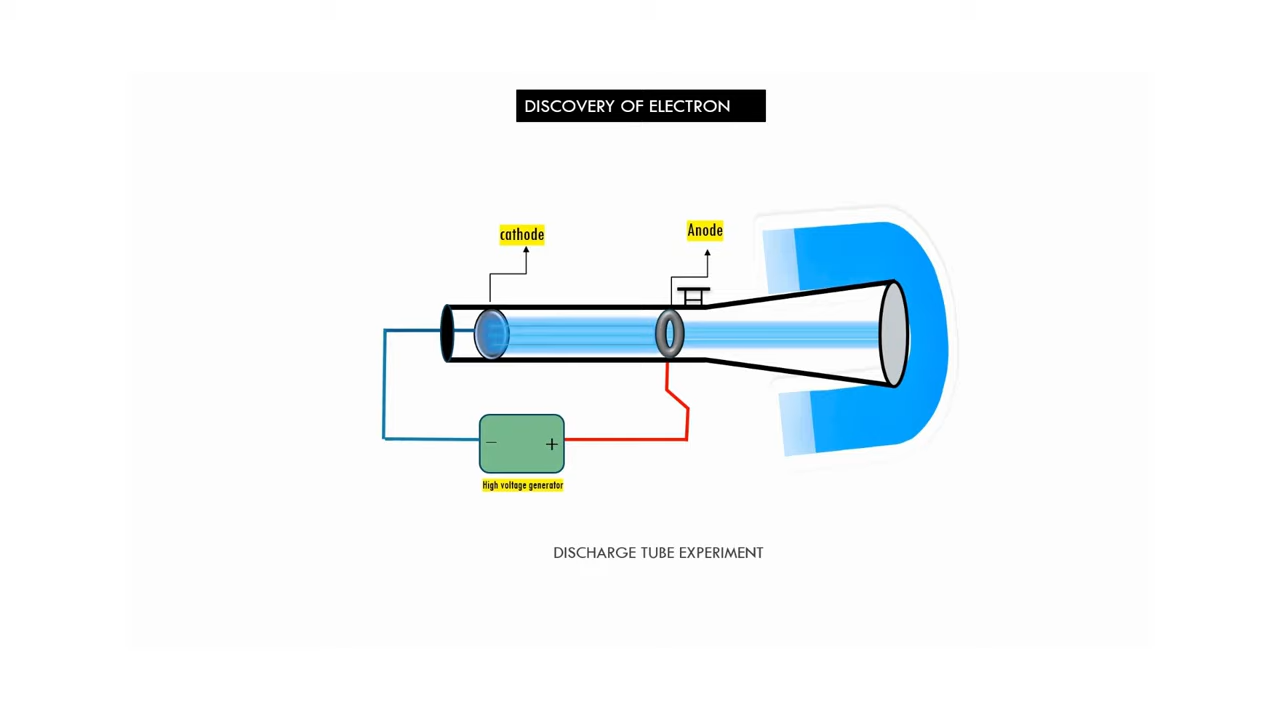 DISCOVERY OF ELECTRON
cathode
Anode
− +
High voltage generator
DISCHARGE TUBE EXPERIMENT